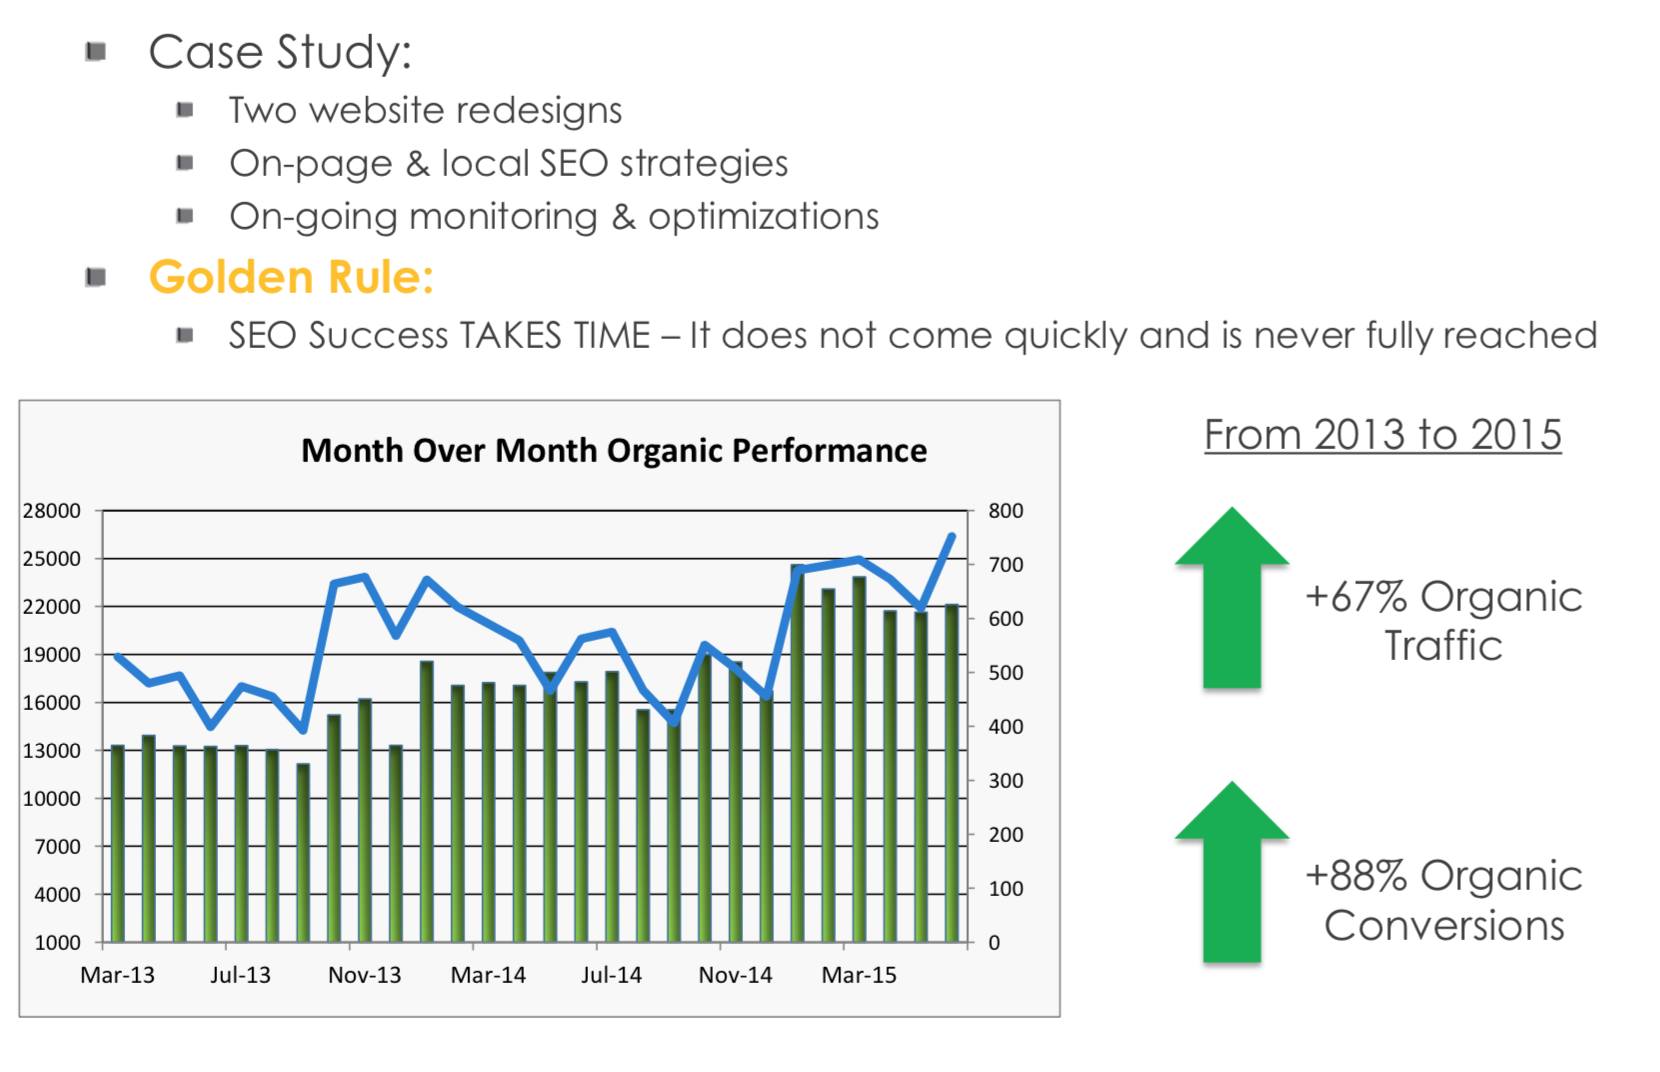 Case Study:
Two website redesigns
On-page & local SEO strategies
On-going monitoring & optimizations
Golden Rule:
SEO Success TAKES TIME – It does not come quickly and is never fully reached
Month Over Month Organic Performance
28000
25000
22000
19000
16000
13000
10000
7000
4000
1000
800
700
600
500
400
300
200
100
0
Mar-13 Jul-13 Nov-13 Mar-14 Jul-14 Nov-14 Mar-15
From 2013 to 2015
+67% Organic
Traffic
+88% Organic
Conversions